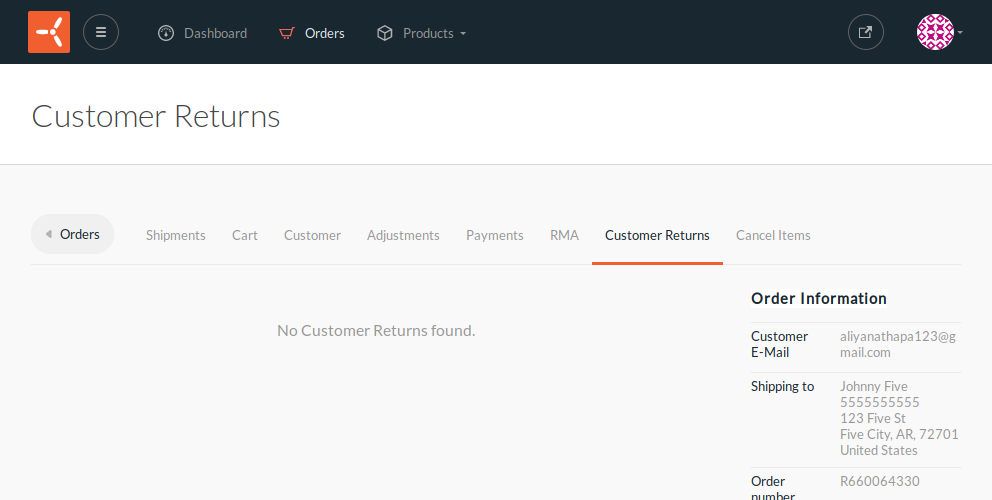 Dashboard
Orders
Products
Customer Returns
Orders
Shipments
Cart
Customer
Adjustments
Payments
RMA
Customer Returns
Cancel Items
No Customer Returns found.
Order Information
Customer
E-Mail
aliyanathapa123@g
mail.com
Shipping to
Johnny Five
5555555555
123 Five St
Five City, AR, 72701
United States
Order
number
R660064330